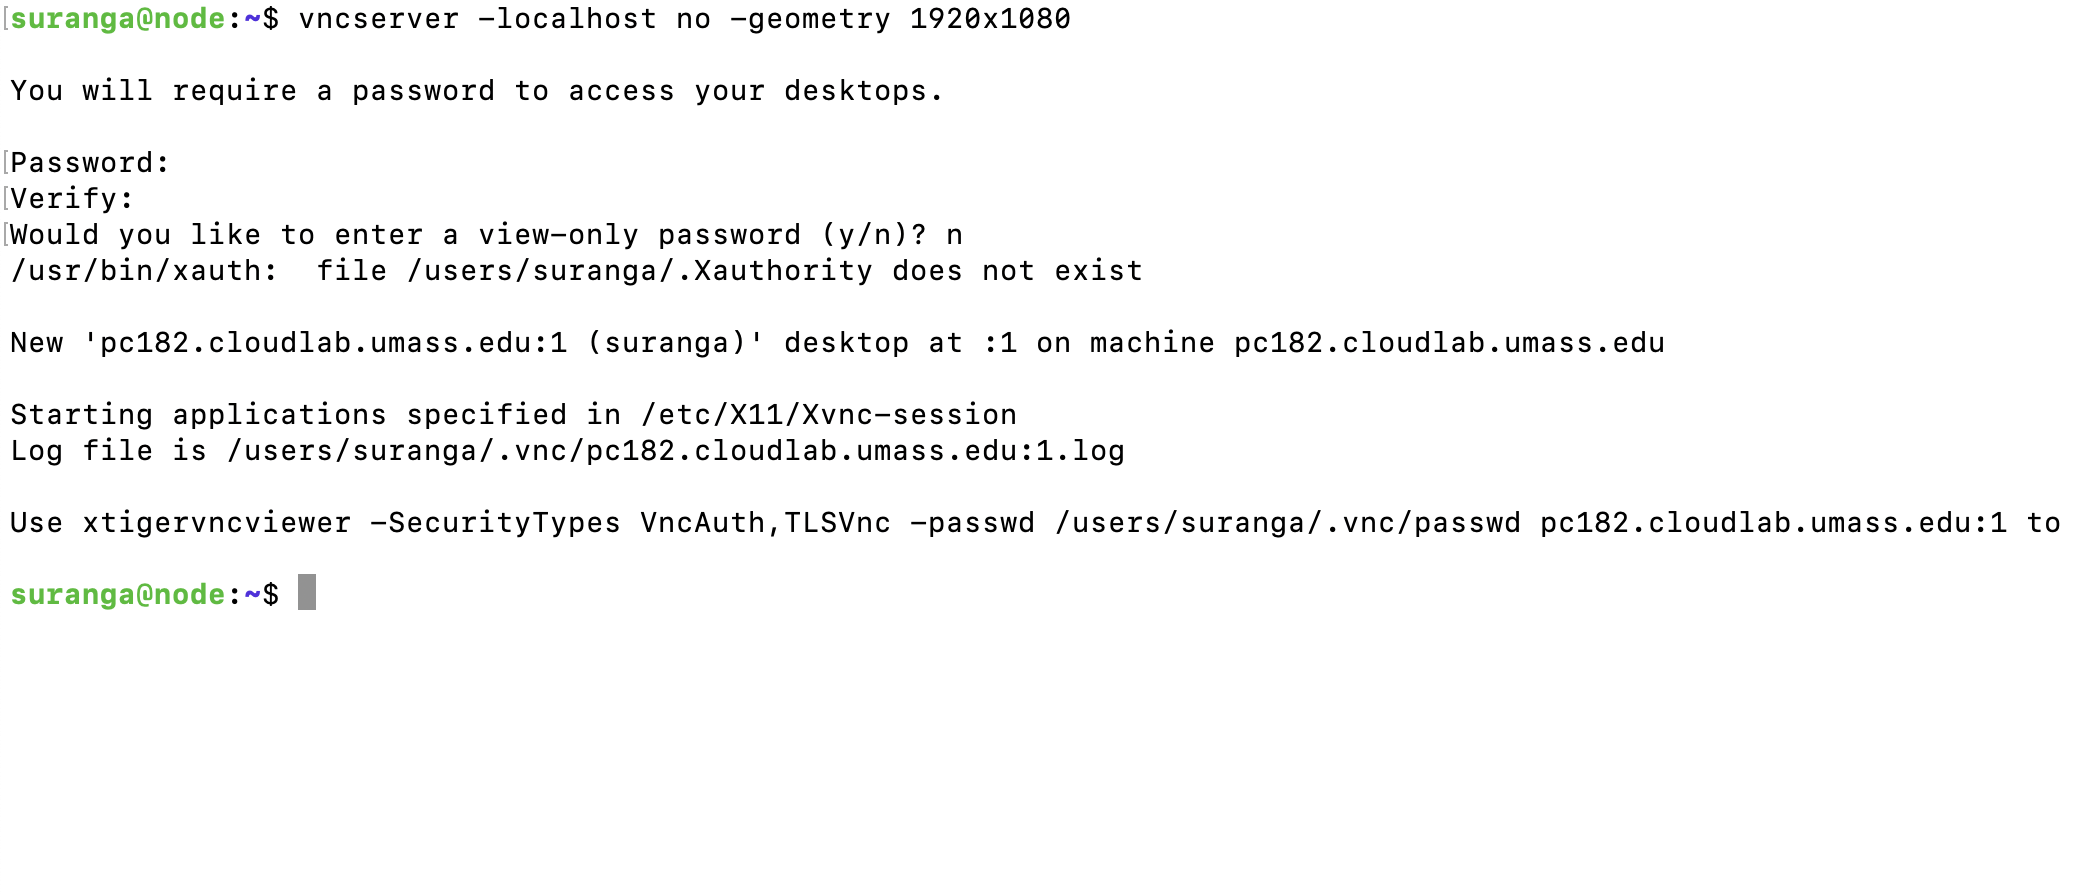 [suranga@node:~$ vncserver -localhost no -geometry 1920x1080
You will require a password to access your desktops.
[Password:
[Verify:
[Would you like to enter a view-only password (y/n)? n
/usr/bin/xauth:  file /users/suranga/.Xauthority does not exist
New 'pc182.cloudlab.umass.edu:1 (suranga)' desktop at :1 on machine pc182.cloudlab.umass.edu
Starting applications specified in /etc/X11/Xvnc-session
Log file is /users/suranga/.vnc/pc182.cloudlab.umass.edu:1.log
Use xtigervncviewer -SecurityTypes VncAuth,TLSVnc -passwd /users/suranga/.vnc/passwd pc182.cloudlab.umass.edu:1 to
suranga@node:~$